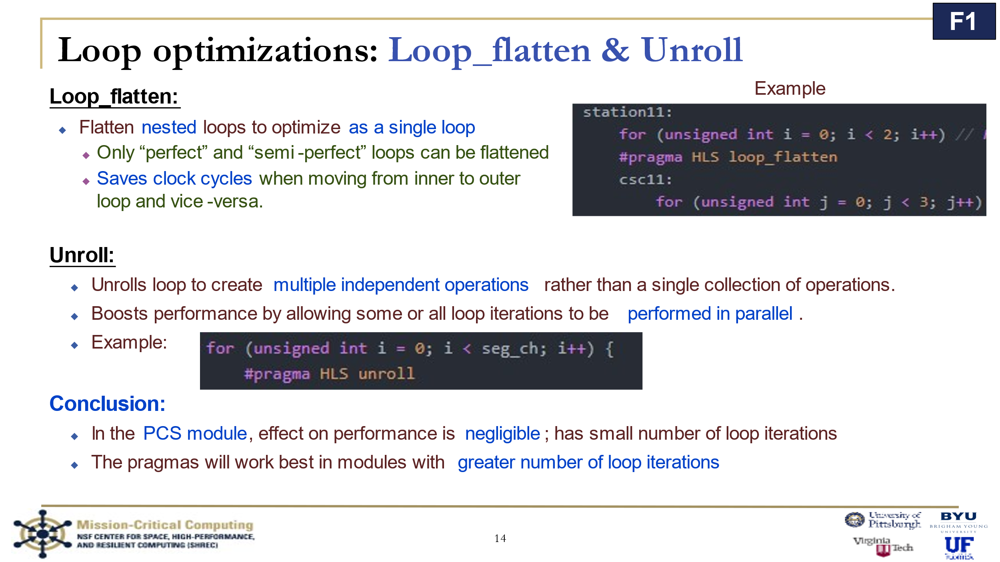 F1
Loop optimizations: Loop_flatten & Unroll
Loop_flatten:
Flatten nested loops to optimize as a single loop
Only “perfect” and “semi-perfect” loops can be flattened
Saves clock cycles when moving from inner to outer
loop and vice-versa.
Example
station11:
for (unsigned int i = 0; i < 2; i++) //
#pragma HLS loop_flatten
csc11:
for (unsigned int j = 0; j < 3; j++)
Unroll:
Unrolls loop to create multiple independent operations rather than a single collection of operations.
Boosts performance by allowing some or all loop iterations to be performed in parallel.
Example:
for (unsigned int i = 0; i < seg_ch; i++) {
#pragma HLS unroll
Conclusion:
In the PCS module, effect on performance is negligible; has small number of loop iterations
The pragmas will work best in modules with greater number of loop iterations
Mission-Critical Computing
NSF CENTER FOR SPACE, HIGH-PERFORMANCE,
AND RESILIENT COMPUTING (SHREC)
14
University of
Pittsburgh
BYU
BRIGHAM YOUNG
UNIVERSITY
Virginia
Tech
UF
FLORIDA